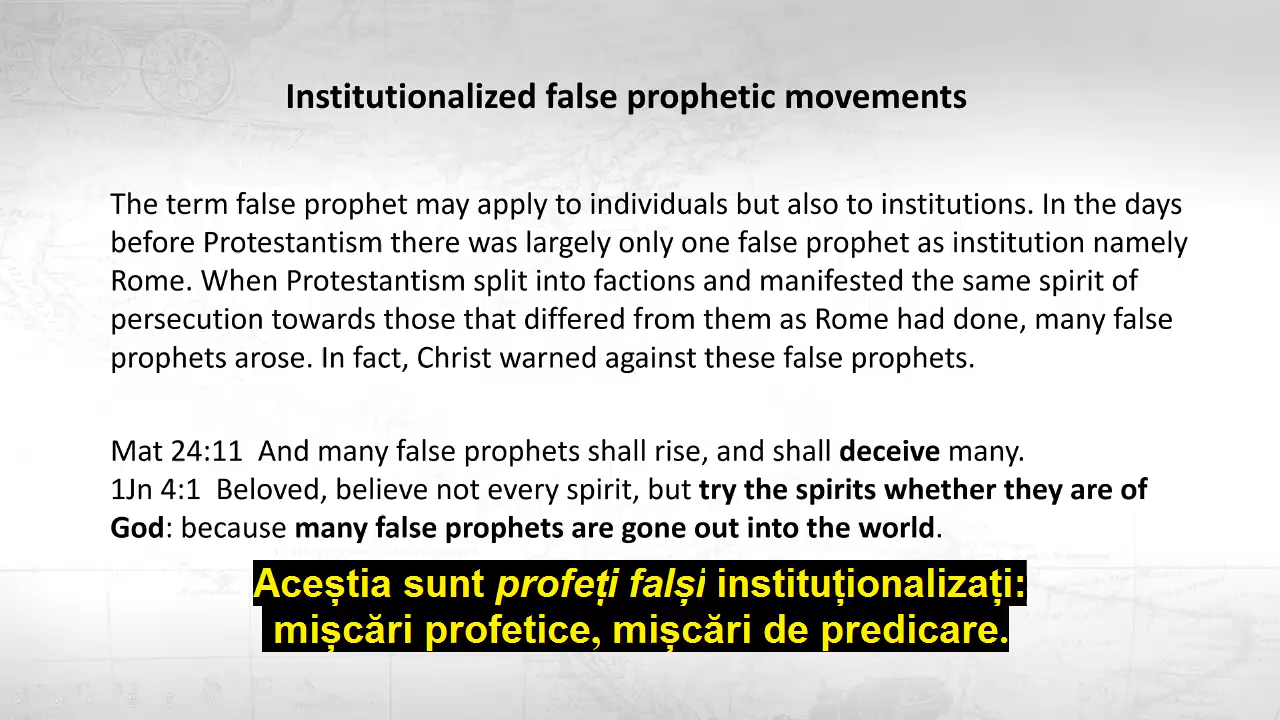 Institutionalized false prophetic movements
The term false prophet may apply to individuals but also to institutions. In the days
before Protestantism there was largely only one false prophet as institution namely
Rome. When Protestantism split into factions and manifested the same spirit of
persecution towards those that differed from them as Rome had done, many false
prophets arose. In fact, Christ warned against these false prophets.
Mat 24:11  And many false prophets shall rise, and shall deceive many.
1Jn 4:1  Beloved, believe not every spirit, but try the spirits whether they are of
God: because many false prophets are gone out into the world.
Aceștia sunt profeți falși instituționalizați:
mișcări profetice, mișcări de predicare.